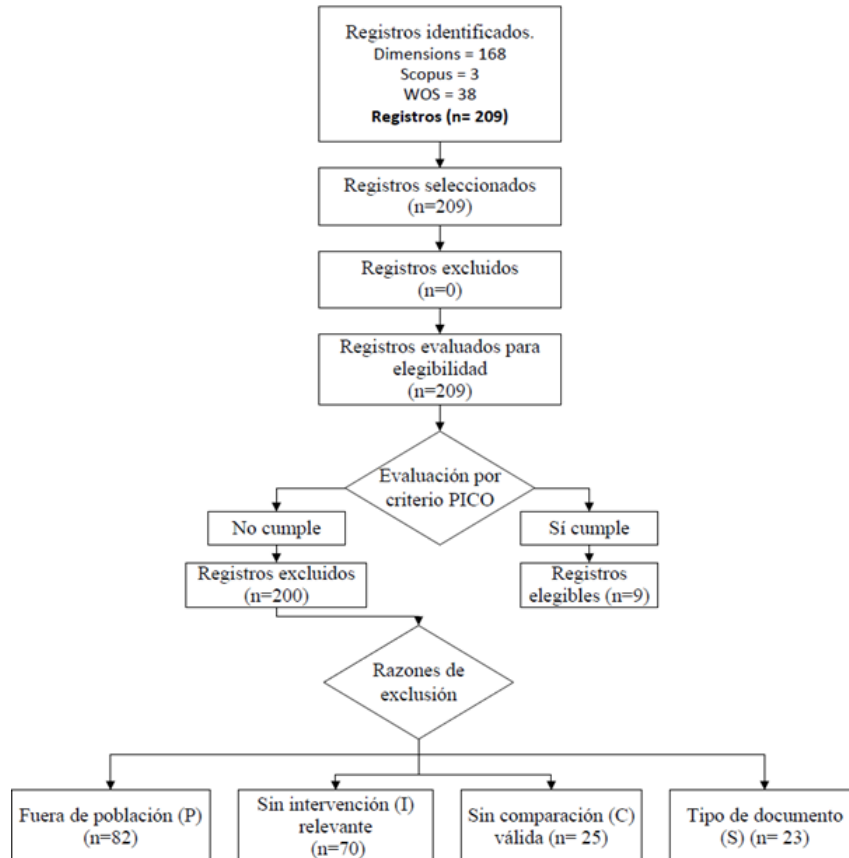 Registros identificados.
Dimensions = 168
Scopus = 3
WOS = 38
Registros (n= 209)
Registros seleccionados
(n=209)
Registros excluidos
(n=0)
Registros evaluados para
elegibilidad
(n=209)
Evaluación por
criterio PICO
No cumple
Sí cumple
Registros excluidos
(n=200)
Registros
elegibles (n=9)
Razones de
exclusión
Fuera de población (P)
(n=82)
Sin intervención (I)
relevante
(n=70)
Sin comparación (C)
válida (n= 25)
Tipo de documento
(S) (n= 23)